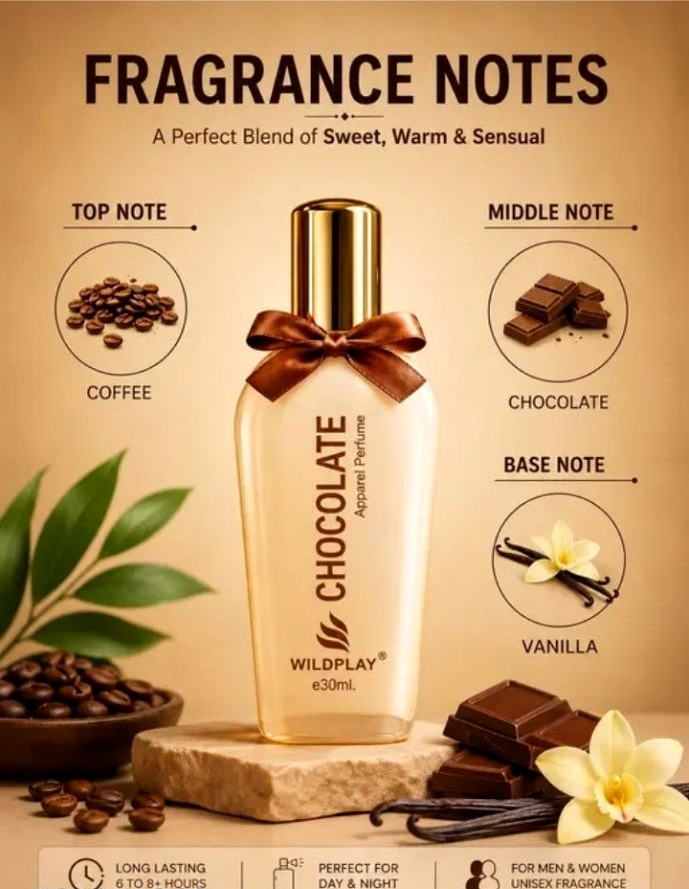 FRAGRANCE NOTES
A Perfect Blend of Sweet, Warm & Sensual
TOP NOTE
COFFEE
MIDDLE NOTE
CHOCOLATE
BASE NOTE
VANILLA
CHOCOLATE
Apparel Perfume
WILDPLAY®
e30ml.
LONG LASTING
6 TO 8+ HOURS
PERFECT FOR
DAY & NIGHT
FOR MEN & WOMEN
UNISEX FRAGRANCE